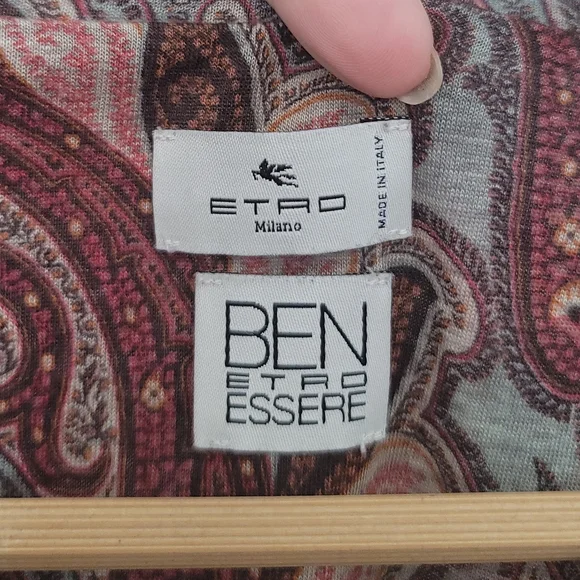 ETRO
Milano
MADE IN ITALY
BEN
ETRO
ESSERE